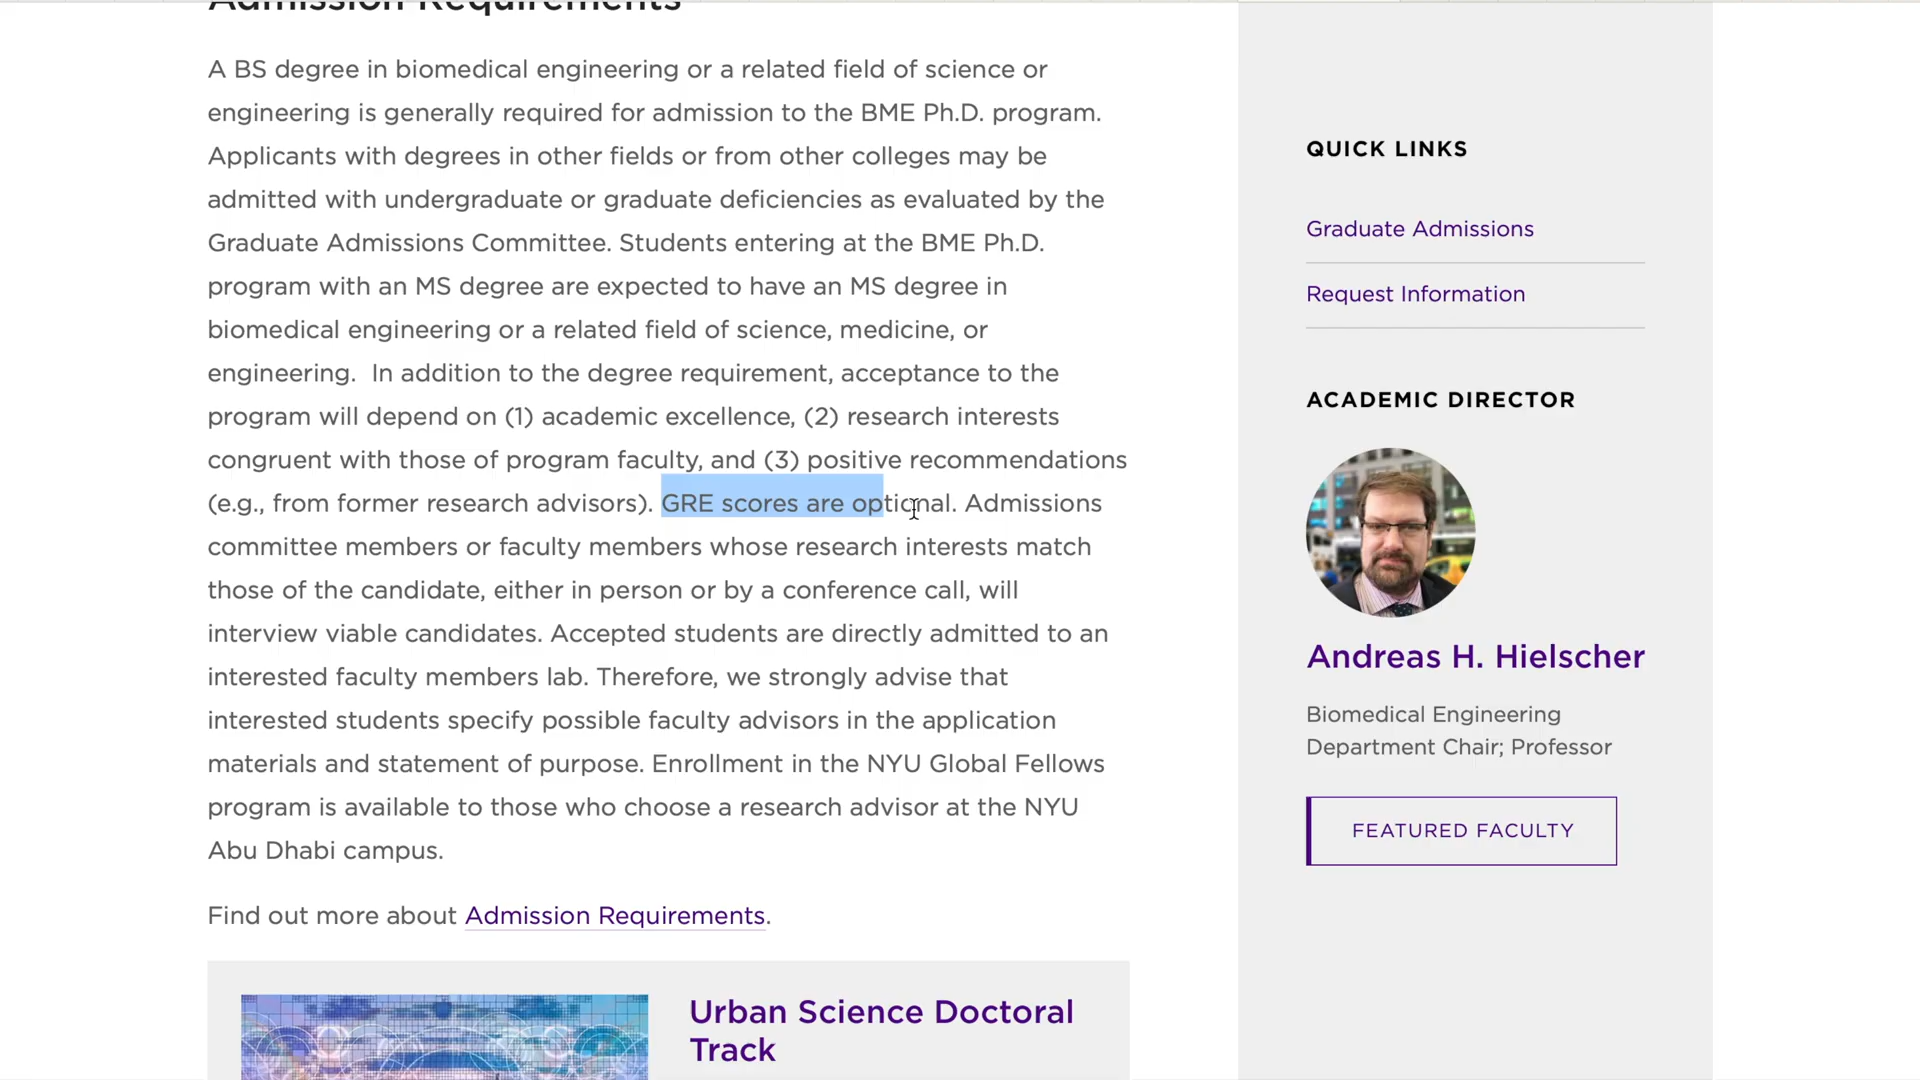 Admission Requirements
A BS degree in biomedical engineering or a related field of science or
engineering is generally required for admission to the BME Ph.D. program.
Applicants with degrees in other fields or from other colleges may be
admitted with undergraduate or graduate deficiencies as evaluated by the
Graduate Admissions Committee. Students entering at the BME Ph.D.
program with an MS degree are expected to have an MS degree in
biomedical engineering or a related field of science, medicine, or
engineering.  In addition to the degree requirement, acceptance to the
program will depend on (1) academic excellence, (2) research interests
congruent with those of program faculty, and (3) positive recommendations
(e.g., from former research advisors). GRE scores are optional. Admissions
committee members or faculty members whose research interests match
those of the candidate, either in person or by a conference call, will
interview viable candidates. Accepted students are directly admitted to an
interested faculty members lab. Therefore, we strongly advise that
interested students specify possible faculty advisors in the application
materials and statement of purpose. Enrollment in the NYU Global Fellows
program is available to those who choose a research advisor at the NYU
Abu Dhabi campus.
Find out more about Admission Requirements.
Urban Science Doctoral
Track
QUICK LINKS
Graduate Admissions
Request Information
ACADEMIC DIRECTOR
Andreas H. Hielscher
Biomedical Engineering
Department Chair; Professor
FEATURED FACULTY